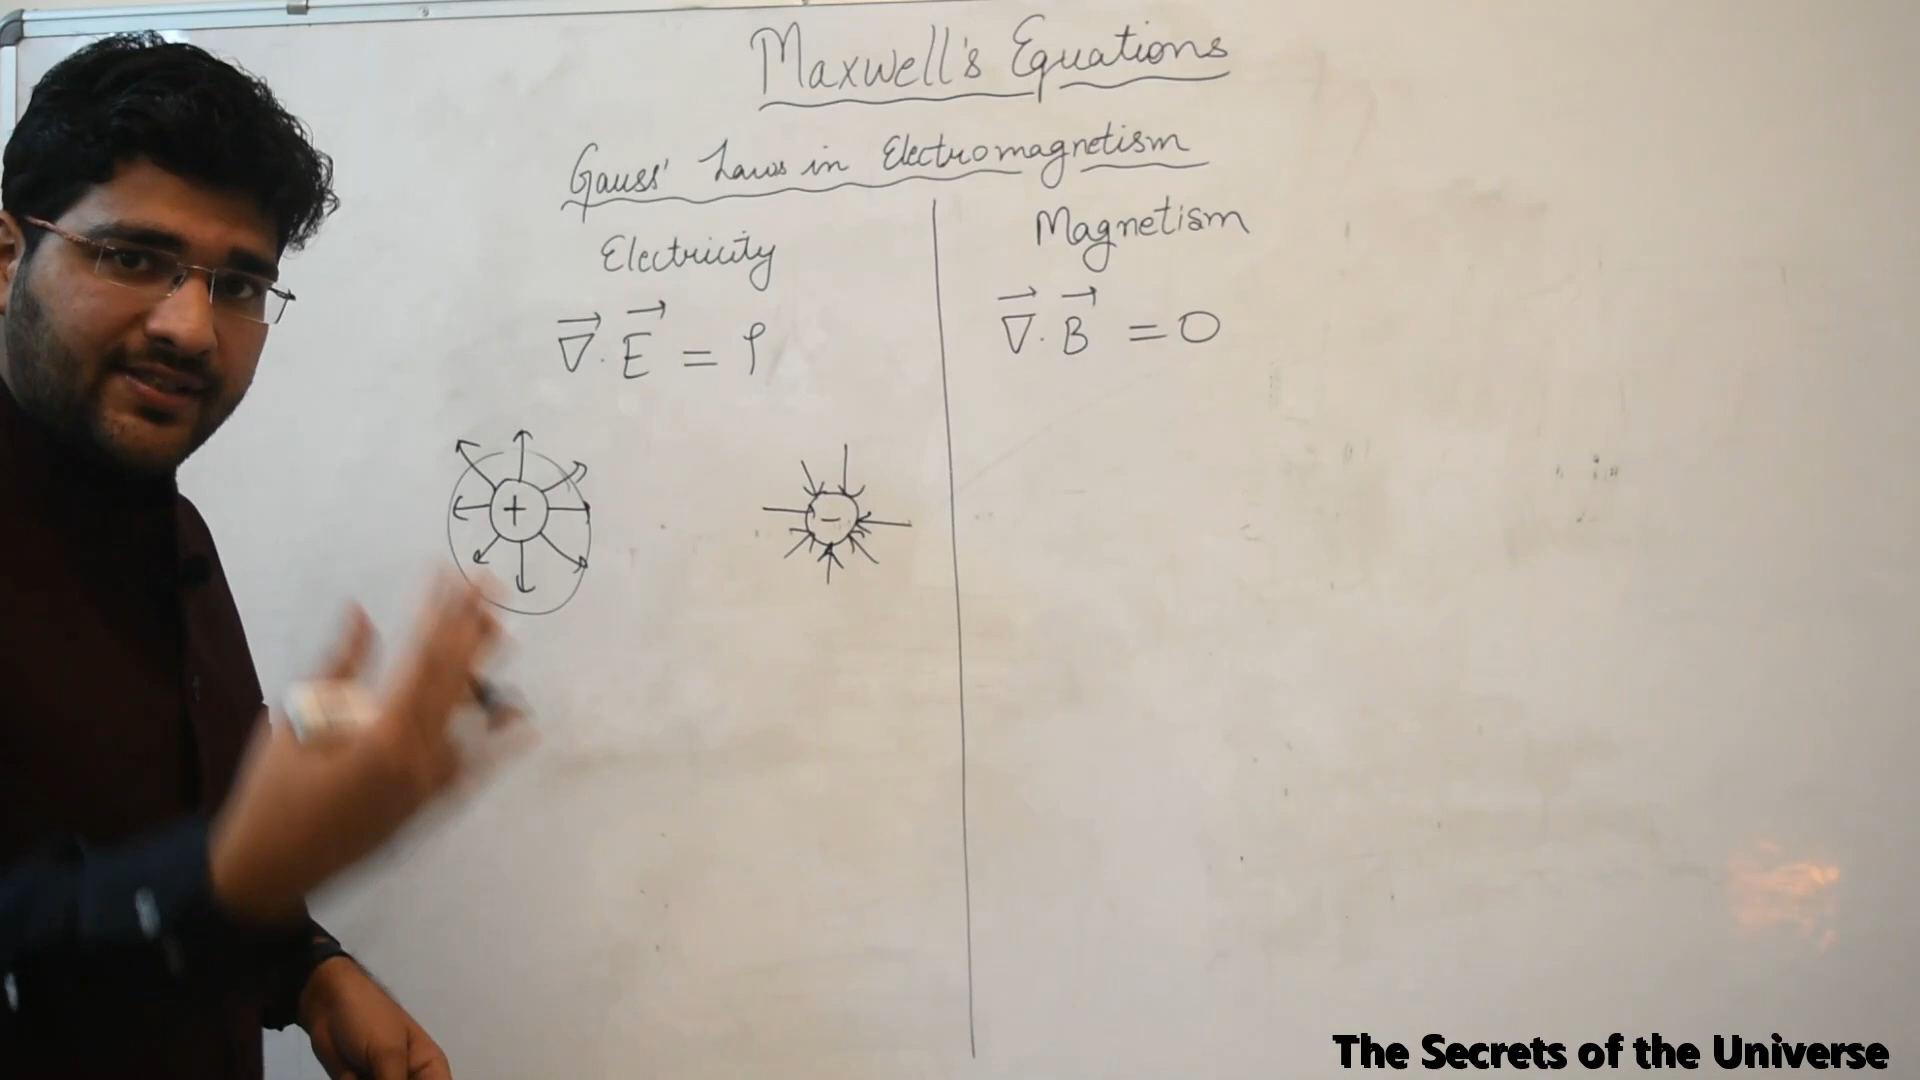 Maxwell's Equations
Gauss' Laws in Electromagnetism
Electricity
∇⃗ · E⃗ = ρ
+
-
Magnetism
∇⃗ · B⃗ = 0
The Secrets of the Universe